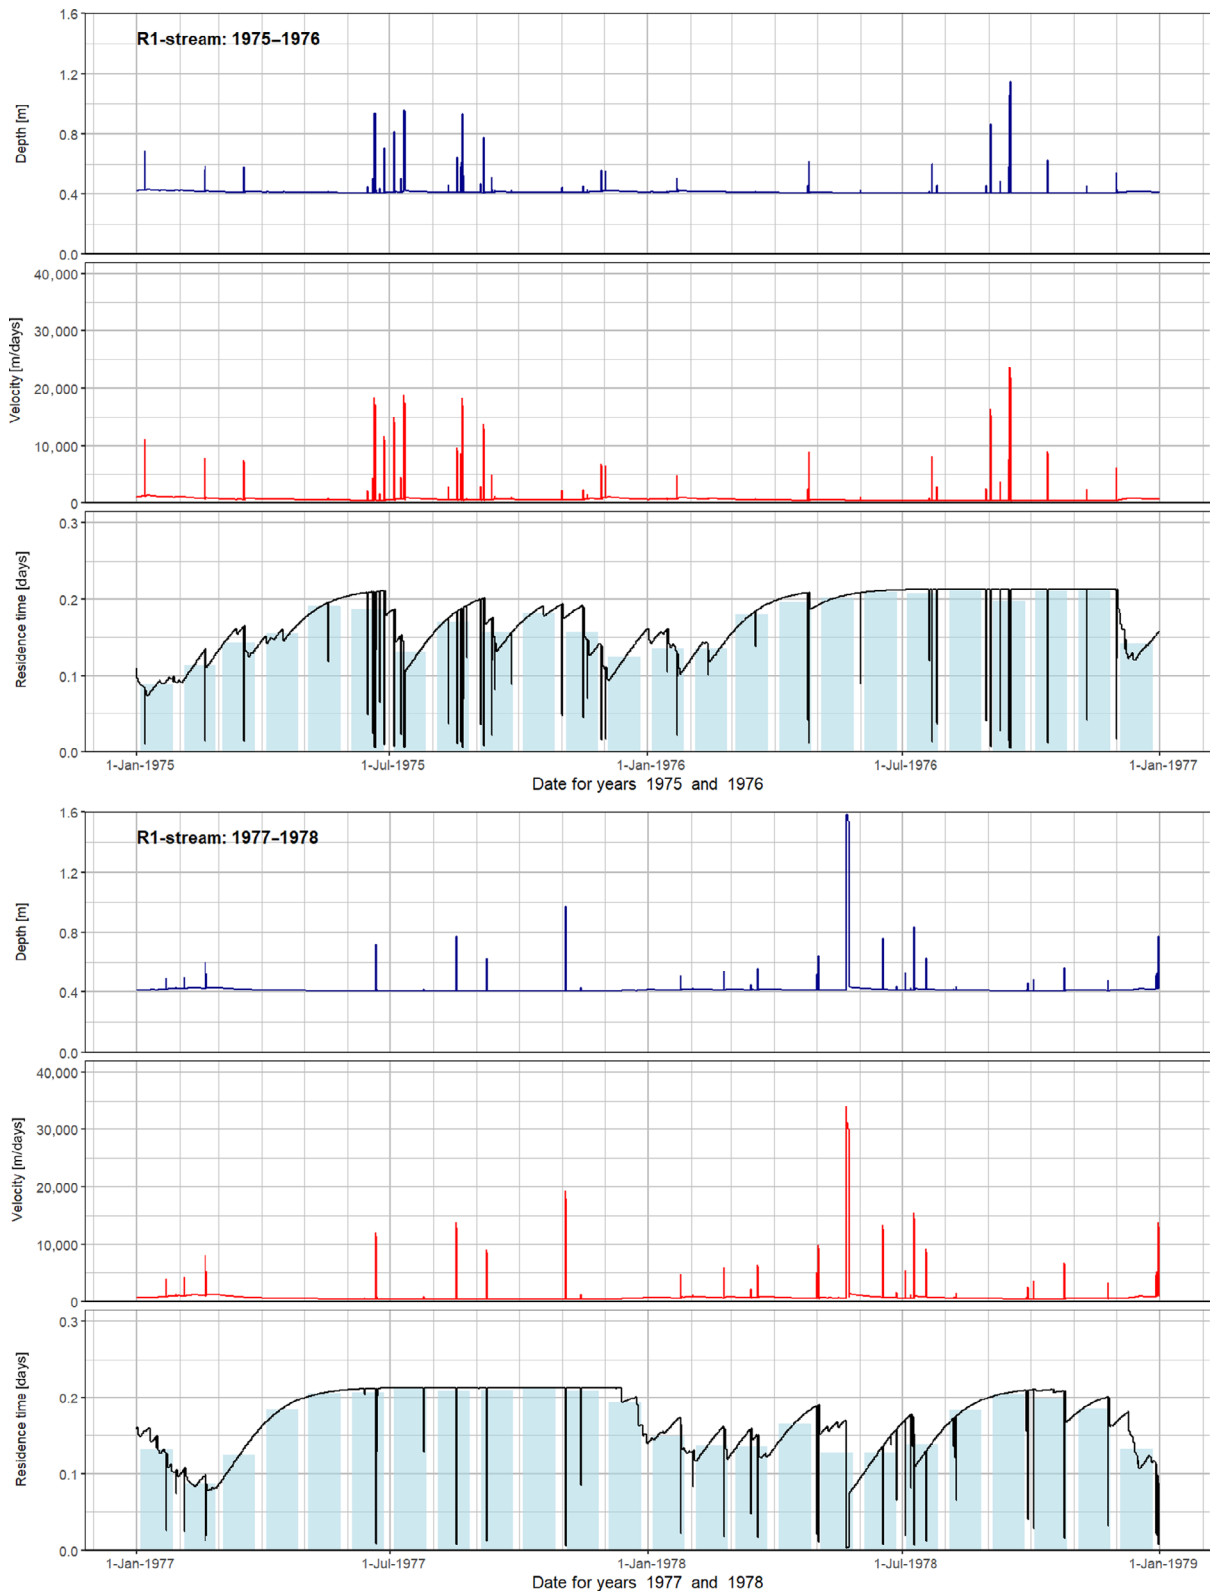 R1-stream: 1975–1976
Depth [m]
1.6
1.2
0.8
0.4
0.0
Velocity [m/days]
40,000
30,000
20,000
10,000
0
Residence time [days]
0.3
0.2
0.1
0.0
1-Jan-1975 1-Jul-1975 1-Jan-1976 1-Jul-1976 1-Jan-1977
Date for years 1975 and 1976
R1-stream: 1977–1978
Depth [m]
1.6
1.2
0.8
0.4
0.0
Velocity [m/days]
40,000
30,000
20,000
10,000
0
Residence time [days]
0.3
0.2
0.1
0.0
1-Jan-1977 1-Jul-1977 1-Jan-1978 1-Jul-1978 1-Jan-1979
Date for years 1977 and 1978